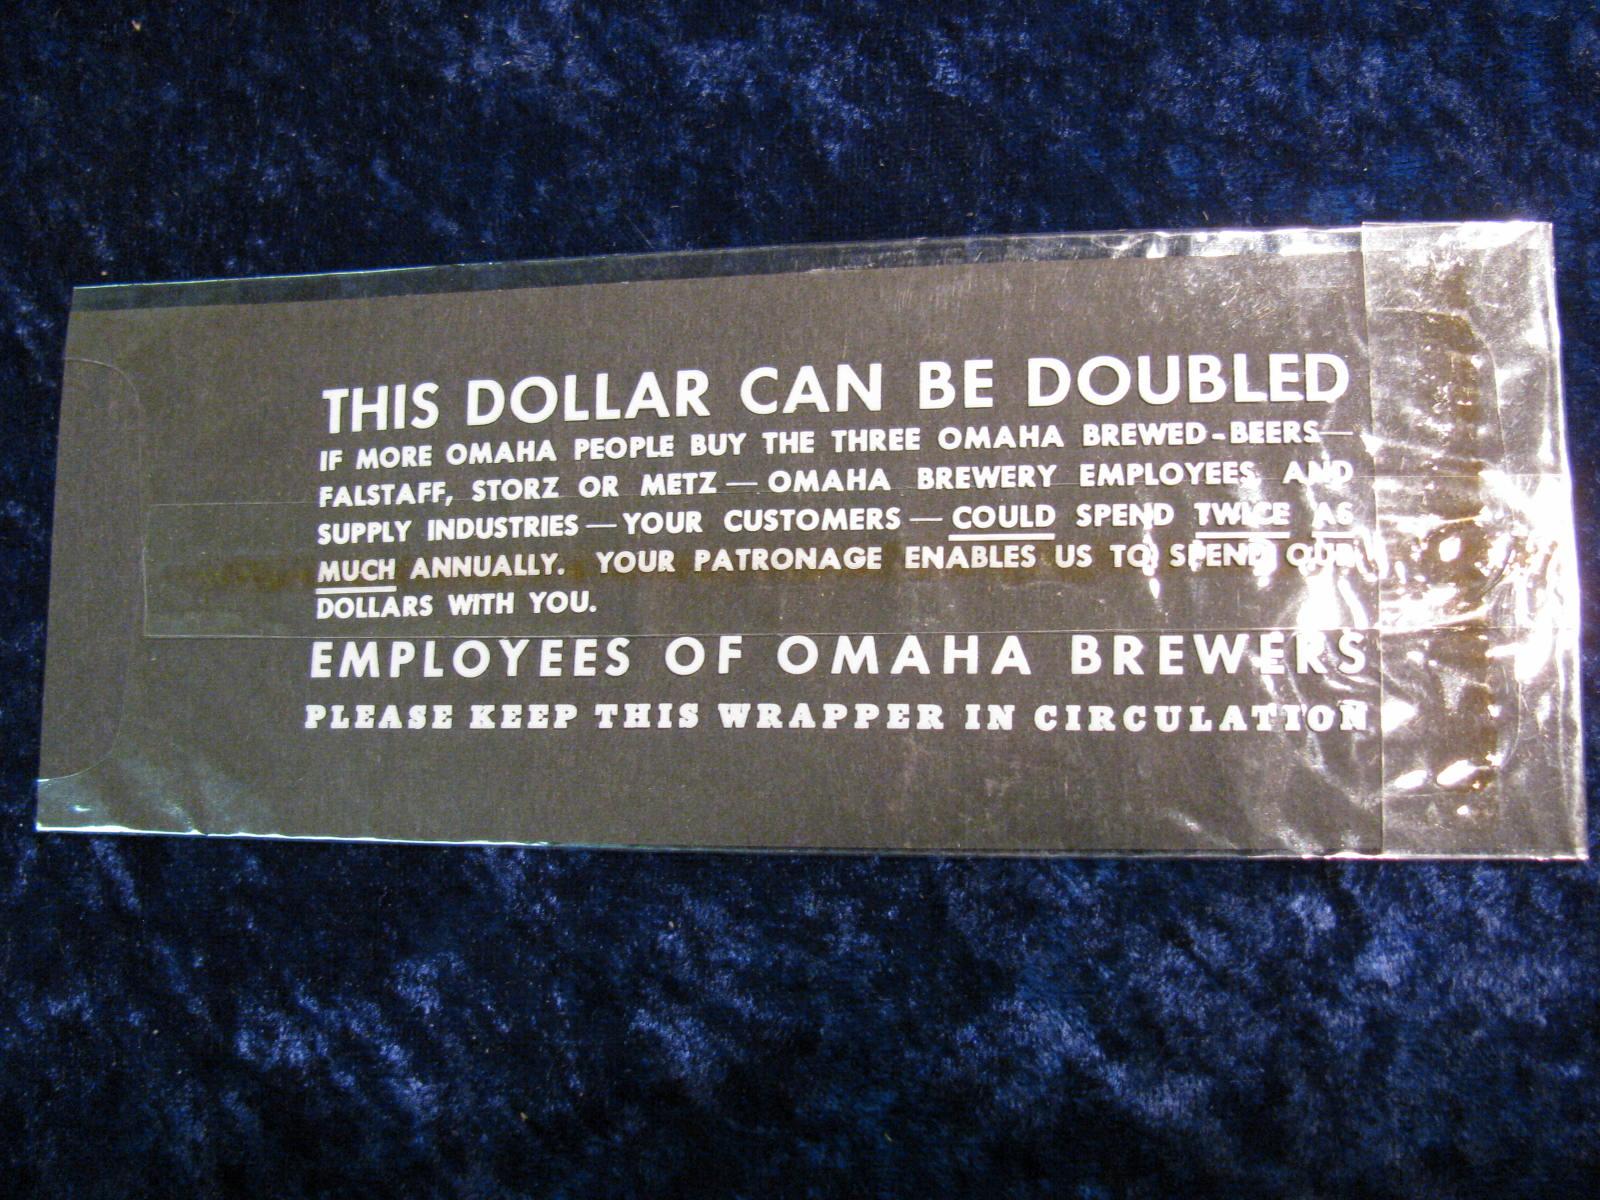 THIS DOLLAR CAN BE DOUBLED
IF MORE OMAHA PEOPLE BUY THE THREE OMAHA BREWED-BEERS—
FALSTAFF, STORZ OR METZ — OMAHA BREWERY EMPLOYEES AND
SUPPLY INDUSTRIES — YOUR CUSTOMERS — COULD SPEND TWICE AS
MUCH ANNUALLY. YOUR PATRONAGE ENABLES US TO SPEND OUR
DOLLARS WITH YOU.
EMPLOYEES OF OMAHA BREWERS
PLEASE KEEP THIS WRAPPER IN CIRCULATION